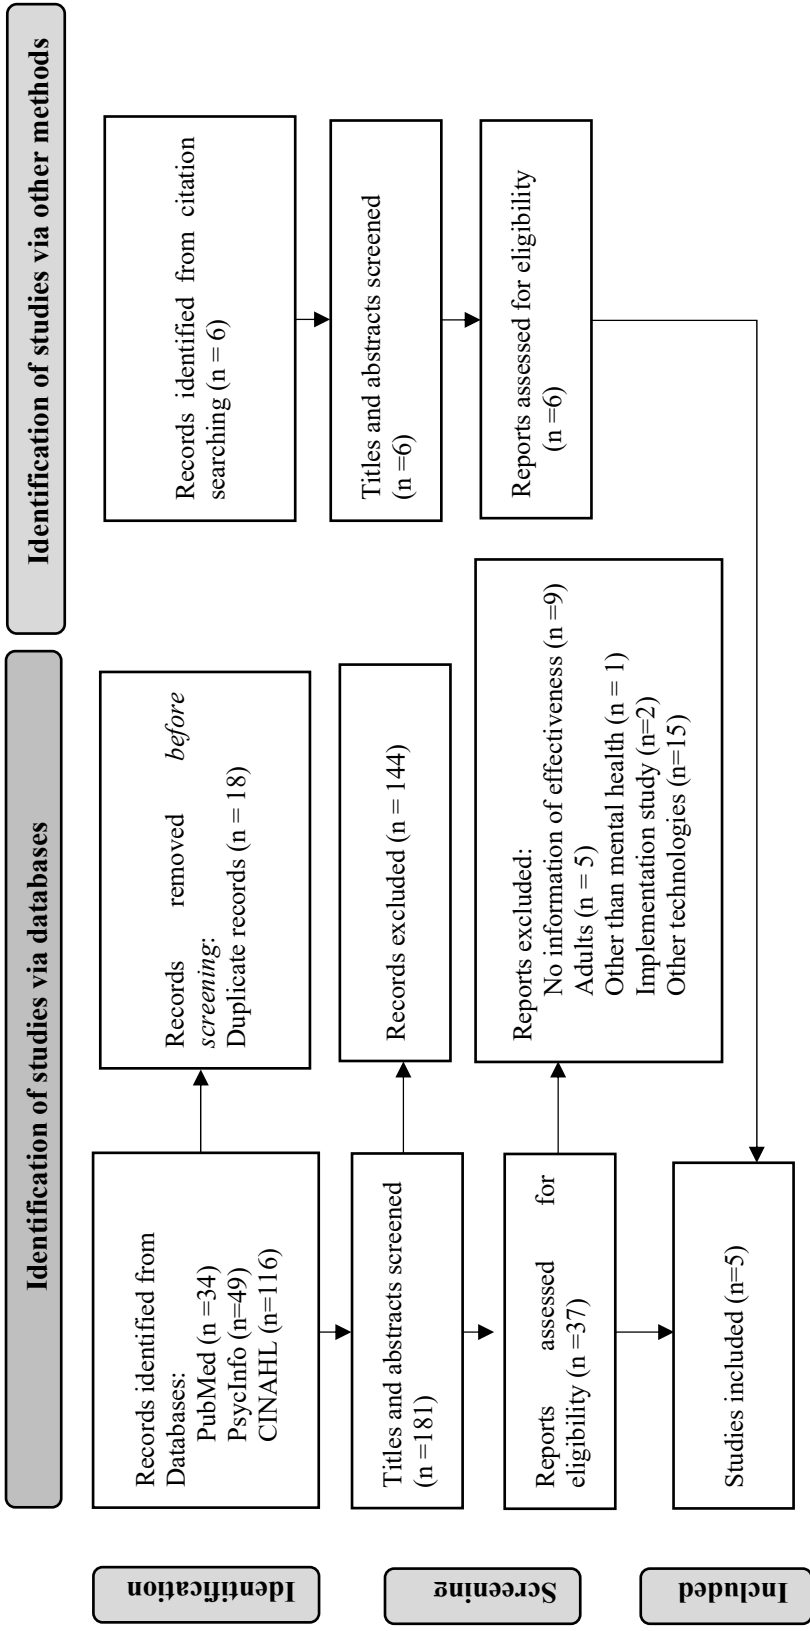 Identification of studies via databases
Identification of studies via other methods
Identification
Records identified from
Databases:
PubMed (n =34)
PsycInfo (n=49)
CINAHL (n=116)
Records removed before
screening:
Duplicate records (n = 18)
Records identified from citation
searching (n = 6)
Screening
Titles and abstracts screened
(n =181)
Records excluded (n = 144)
Titles and abstracts screened
(n =6)
Reports assessed for
eligibility (n =37)
Reports excluded:
No information of effectiveness (n =9)
Adults (n = 5)
Other than mental health (n = 1)
Implementation study (n=2)
Other technologies (n=15)
Reports assessed for eligibility
(n =6)
Included
Studies included (n=5)